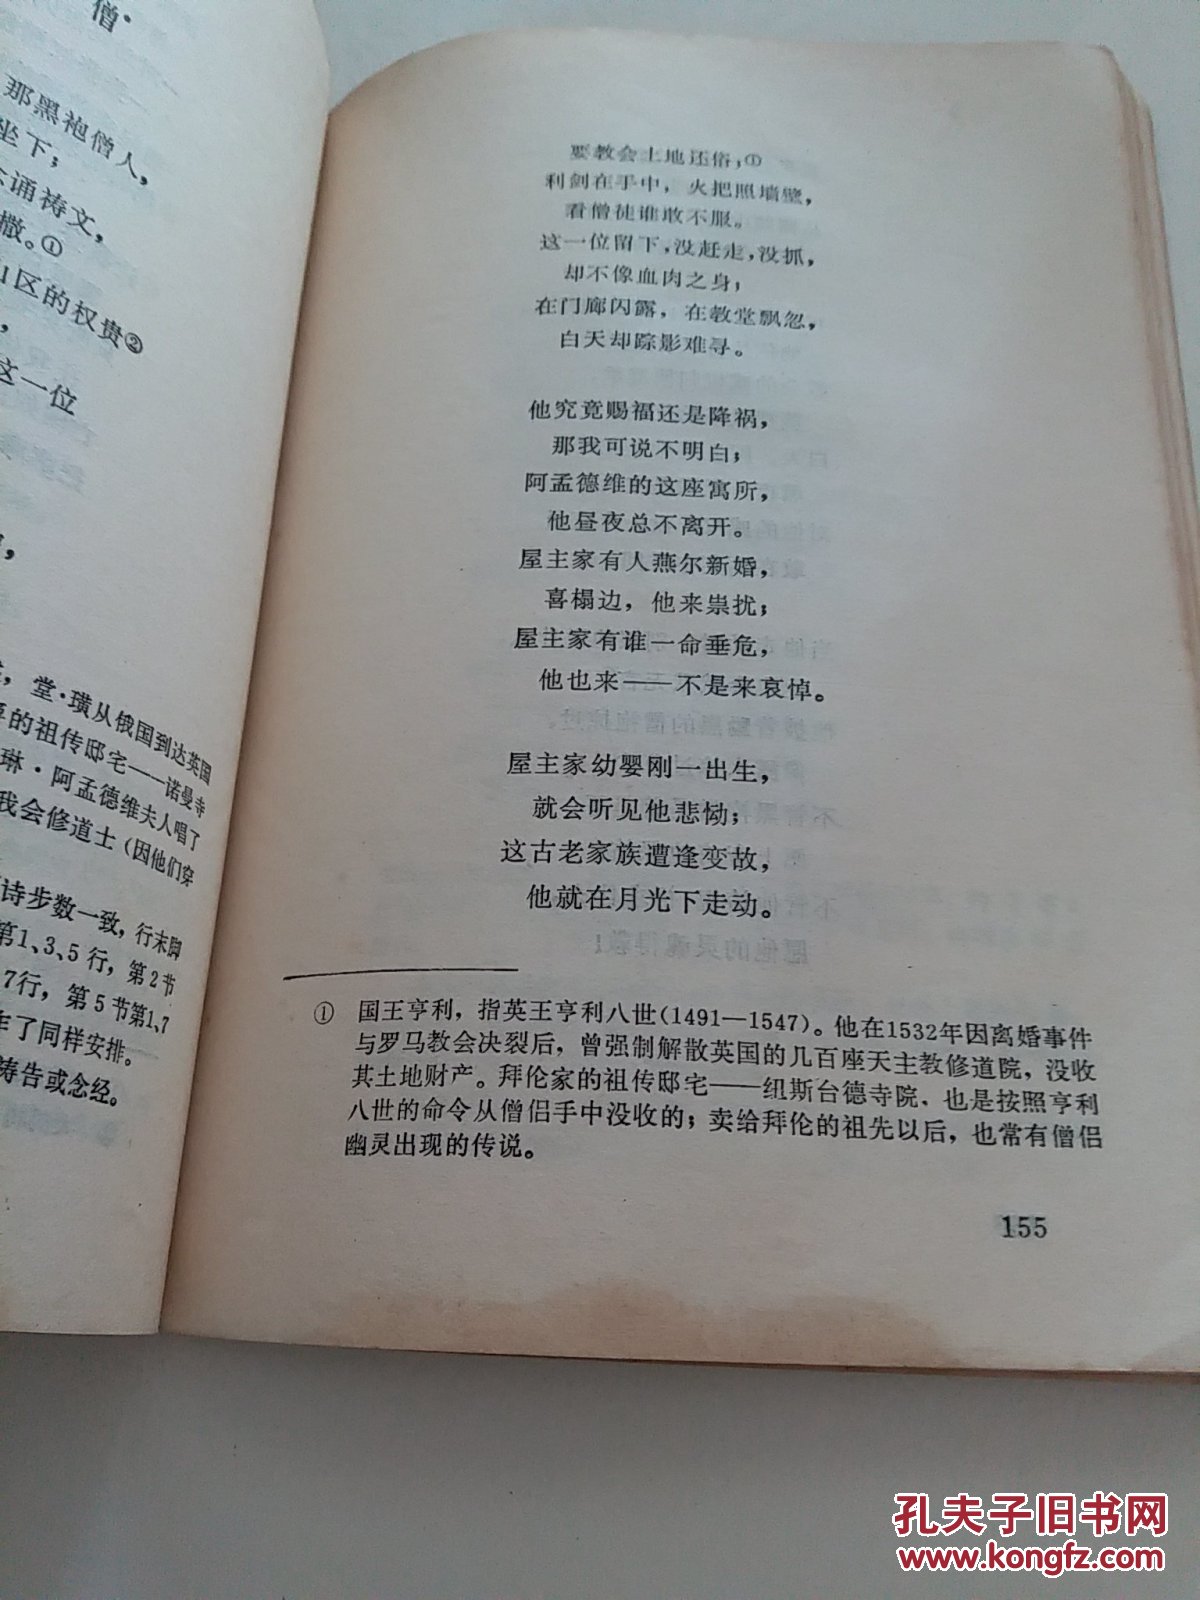 僧*
那黑袍僧人，
坐下；
诵祷文，
撒。①
山区的权贵②
，
这一位
，
，堂·璜从俄国到达英国
的祖传邸宅——诺曼寺
琳·阿孟德维夫人唱了
我会修道士（因他们穿
诗步数一致，行末脚
第1、3、5行，第2节
7行，第5节第1、7
作了同样安排。
祷告或念经。
要教会土地还俗，①
利剑在手中，火把照墙壁，
看僧徒谁敢不服。
这一位留下，没赶走，没抓，
却不像血肉之身；
在门廊闪露，在教堂飘忽，
白天却踪影难寻。
他究竟赐福还是降祸，
那我可说不明白；
阿孟德维的这座寓所，
他昼夜总不离开。
屋主家有人燕尔新婚，
喜榻边，他来祟扰；
屋主家有谁一命垂危，
他也来——不是来哀悼。
屋主家幼婴刚一出生，
就会听见他悲恸；
这古老家族遭逢变故，
他就在月光下走动。
① 国王亨利，指英王亨利八世(1491—1547)。他在1532年因离婚事件
与罗马教会决裂后，曾强制解散英国的几百座天主教修道院，没收
其土地财产。拜伦家的祖传邸宅——纽斯台德寺院，也是按照亨利
八世的命令从僧侣手中没收的；卖给拜伦的祖先以后，也常有僧侣
幽灵出现的传说。
155
孔夫子旧书网
www.kongfz.com